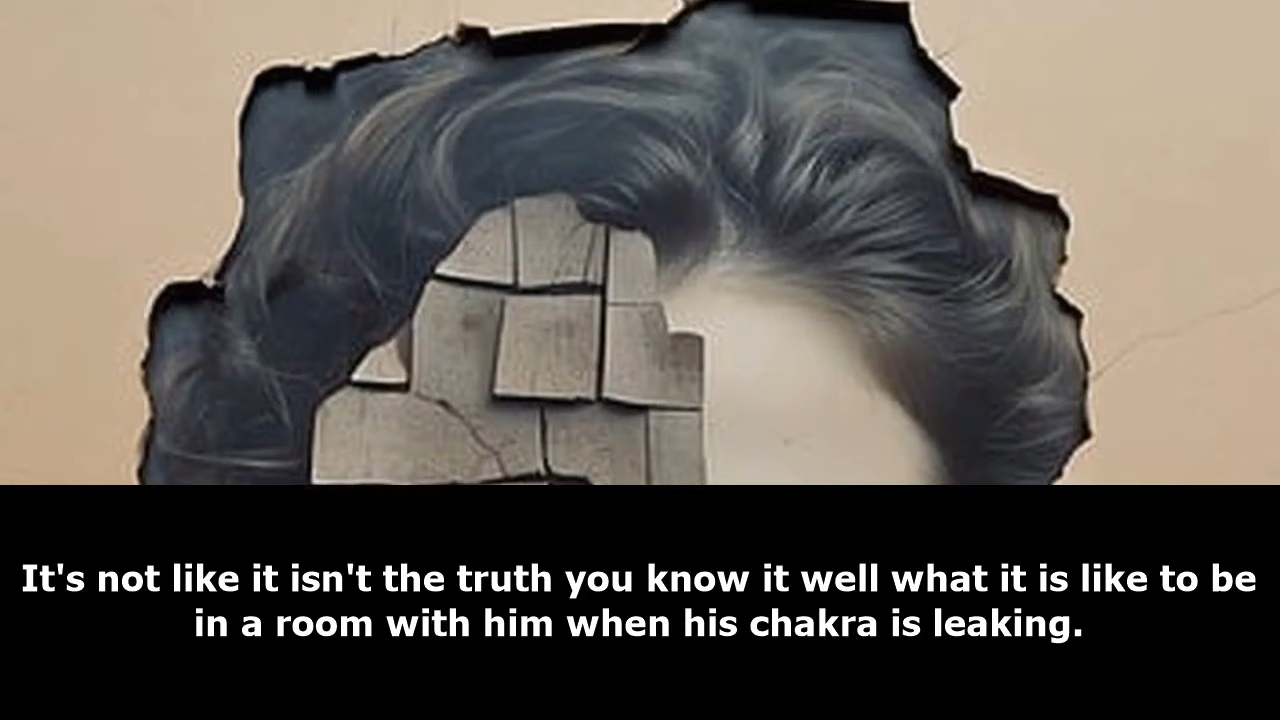 It's not like it isn't the truth you know it well what it is like to be
in a room with him when his chakra is leaking.